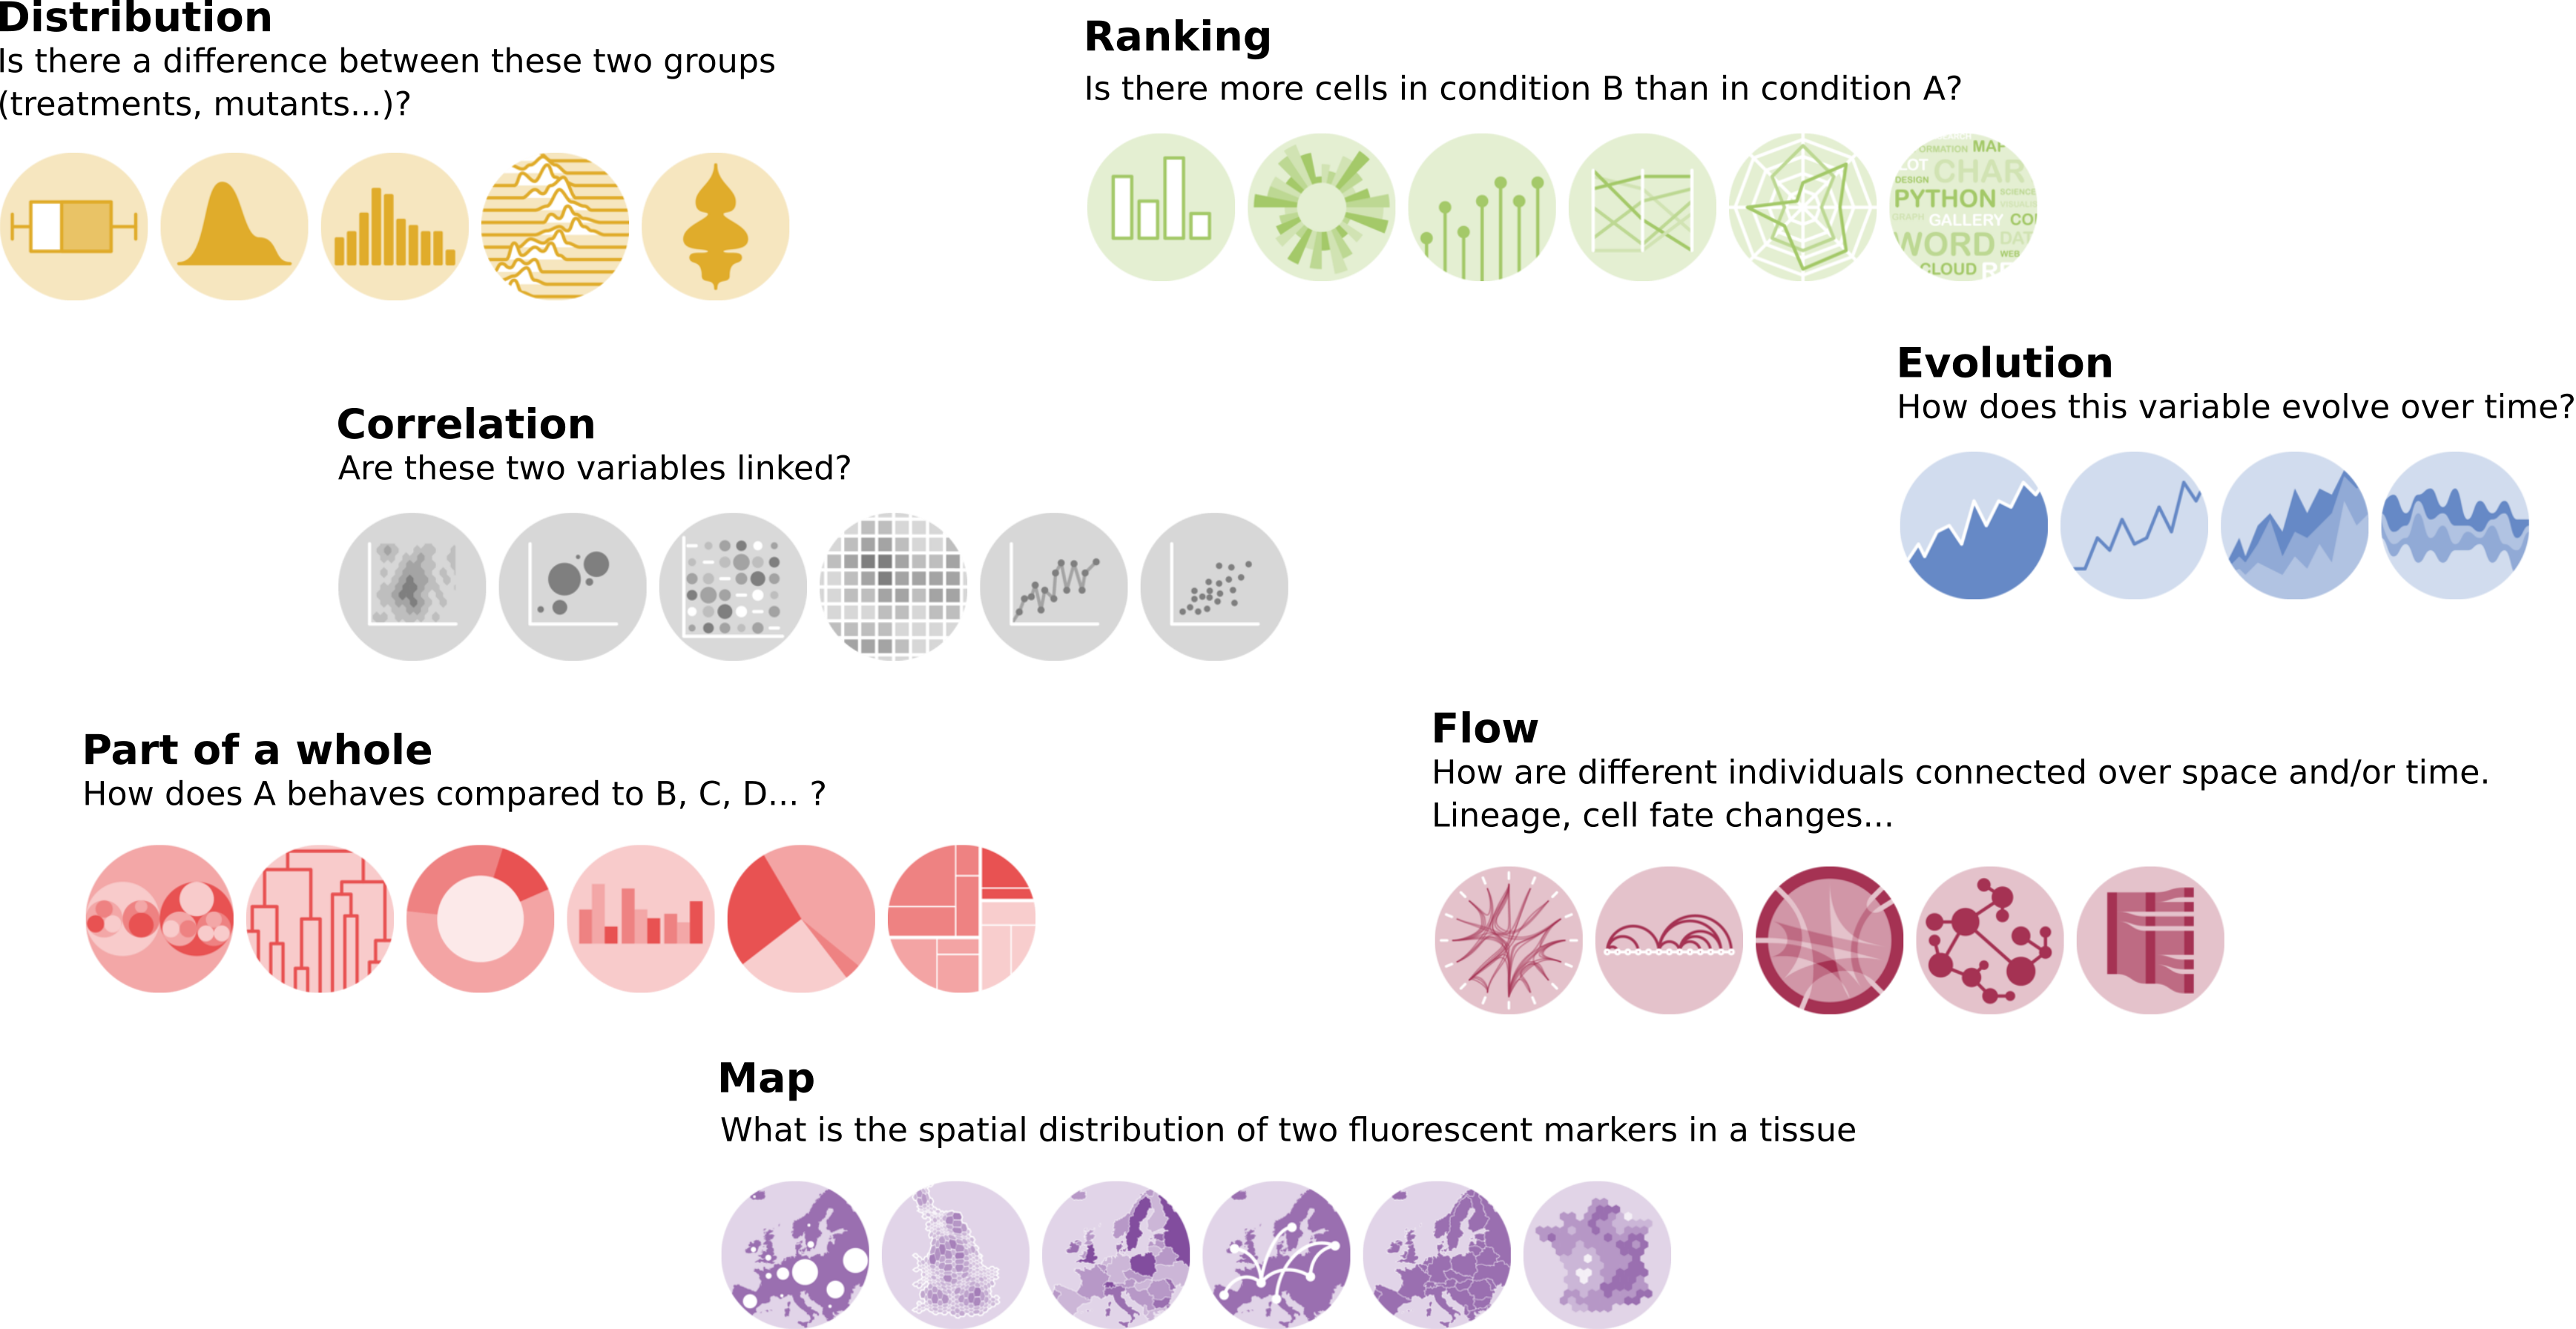 Distribution
Is there a difference between these two groups
(treatments, mutants...)?
Ranking
Is there more cells in condition B than in condition A?
MAP
DESIGN
CHAR
PYTHON
SCIENCE
GALLERY
WORD
WEB
CLOUD
Evolution
How does this variable evolve over time?
Correlation
Are these two variables linked?
Part of a whole
How does A behaves compared to B, C, D... ?
Flow
How are different individuals connected over space and/or time.
Lineage, cell fate changes...
Map
What is the spatial distribution of two fluorescent markers in a tissue